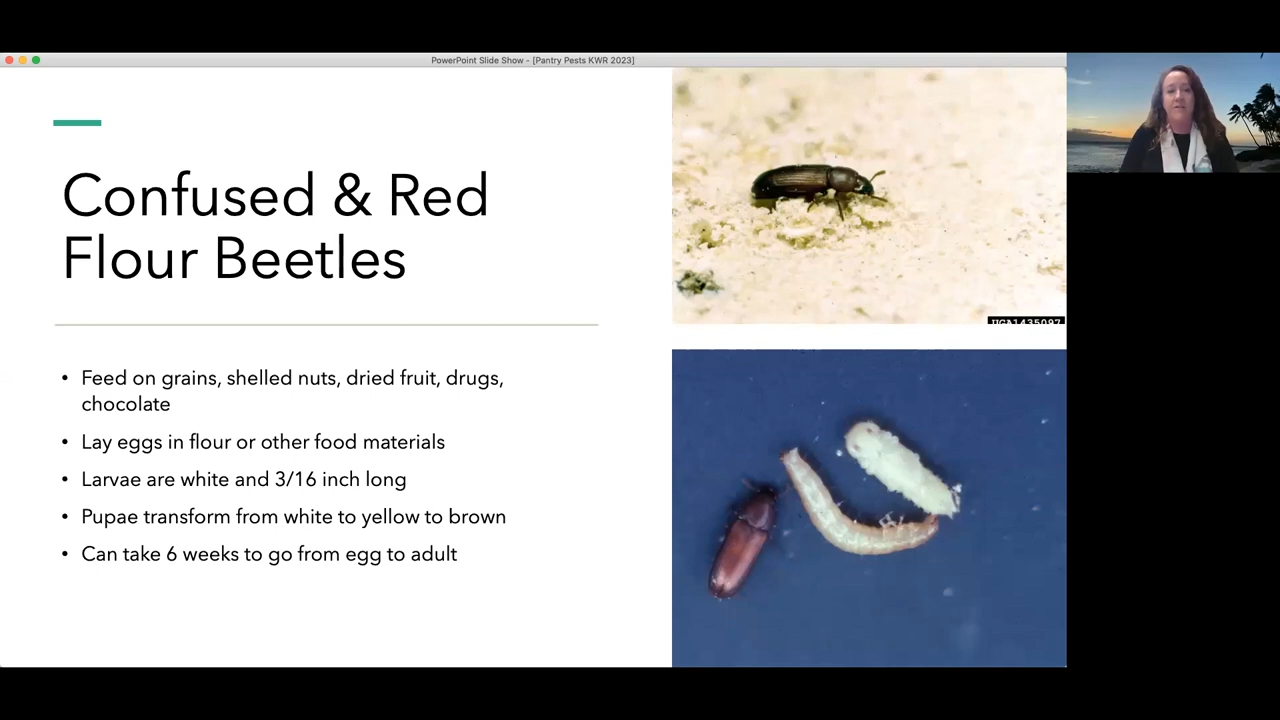 PowerPoint Slide Show - [Pantry Pests KWR 2023]
Confused & Red
Flour Beetles
• Feed on grains, shelled nuts, dried fruit, drugs,
chocolate
• Lay eggs in flour or other food materials
• Larvae are white and 3/16 inch long
• Pupae transform from white to yellow to brown
• Can take 6 weeks to go from egg to adult
UGA1435097